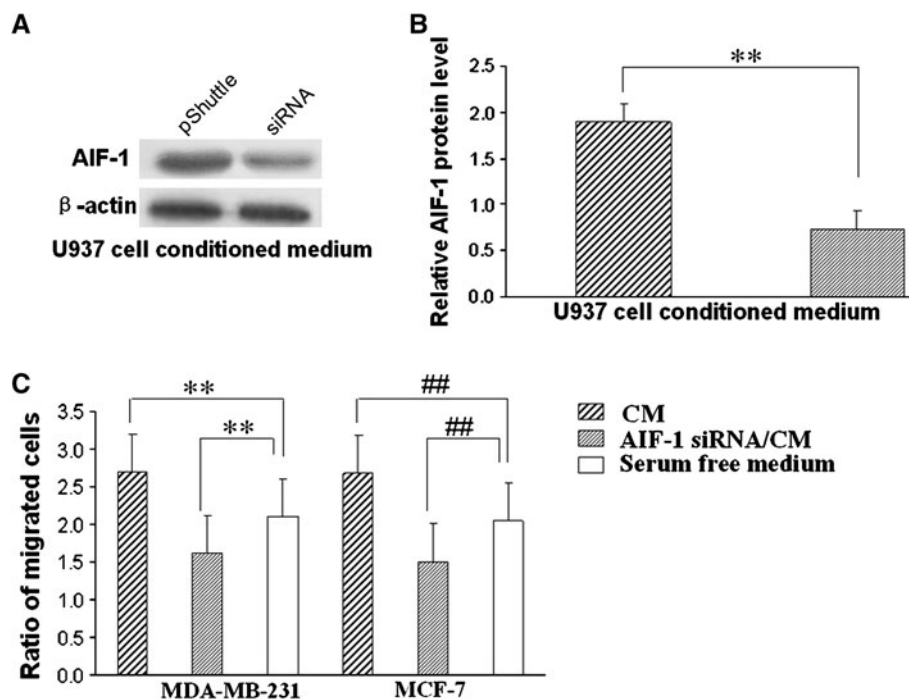 A
pShuttle
siRNA
AIF-1
β-actin
U937 cell conditioned medium
B
Relative AIF-1 protein level
2.5
2.0
1.5
1.0
0.5
0.0
**
U937 cell conditioned medium
C
Ratio of migrated cells
3.5
3.0
2.5
2.0
1.5
1.0
0.5
0.0
**
**
##
##
MDA-MB-231
MCF-7
CM
AIF-1 siRNA/CM
Serum free medium